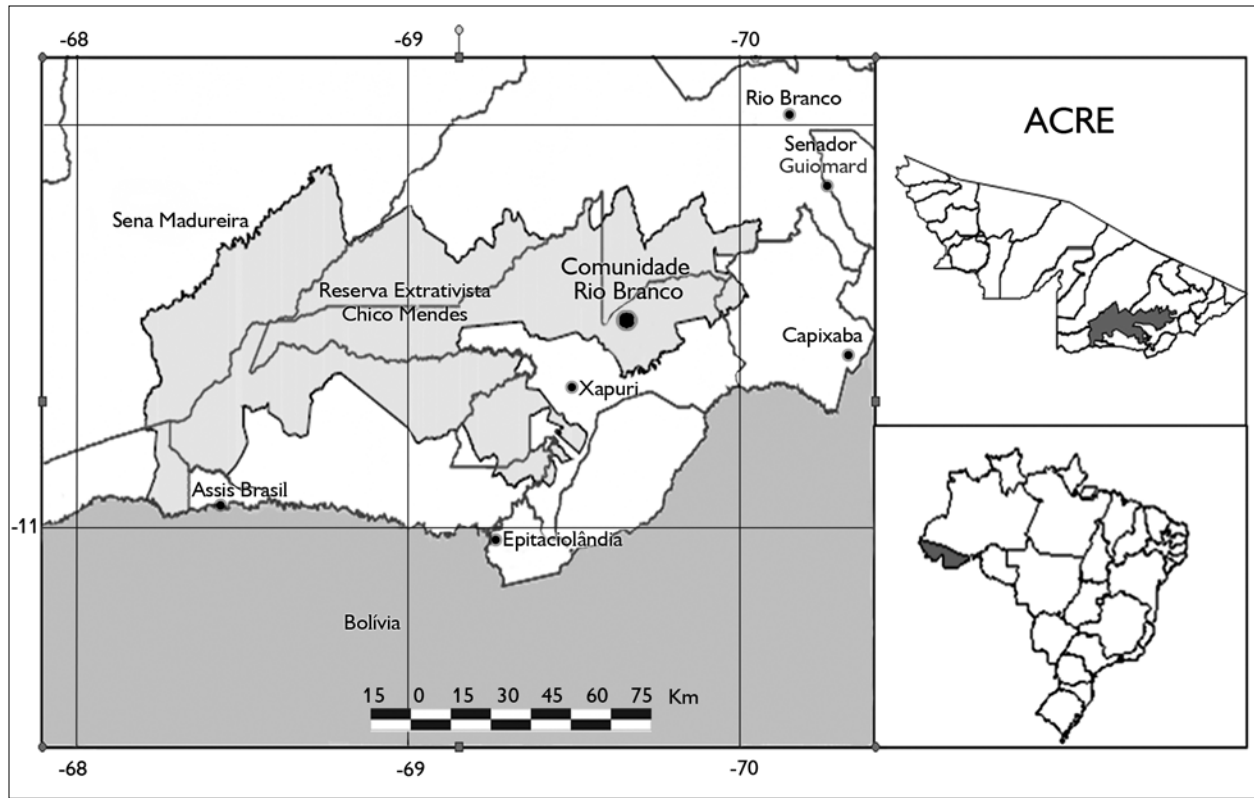 -68
-69
-70
Rio Branco
Senador
Guiomard
Sena Madureira
Comunidade
Rio Branco
Reserva Extrativista
Chico Mendes
Capixaba
Xapuri
Assis Brasil
-11
Epitaciolândia
Bolívia
15 0 15 30 45 60 75 Km
-68
-69
-70
ACRE